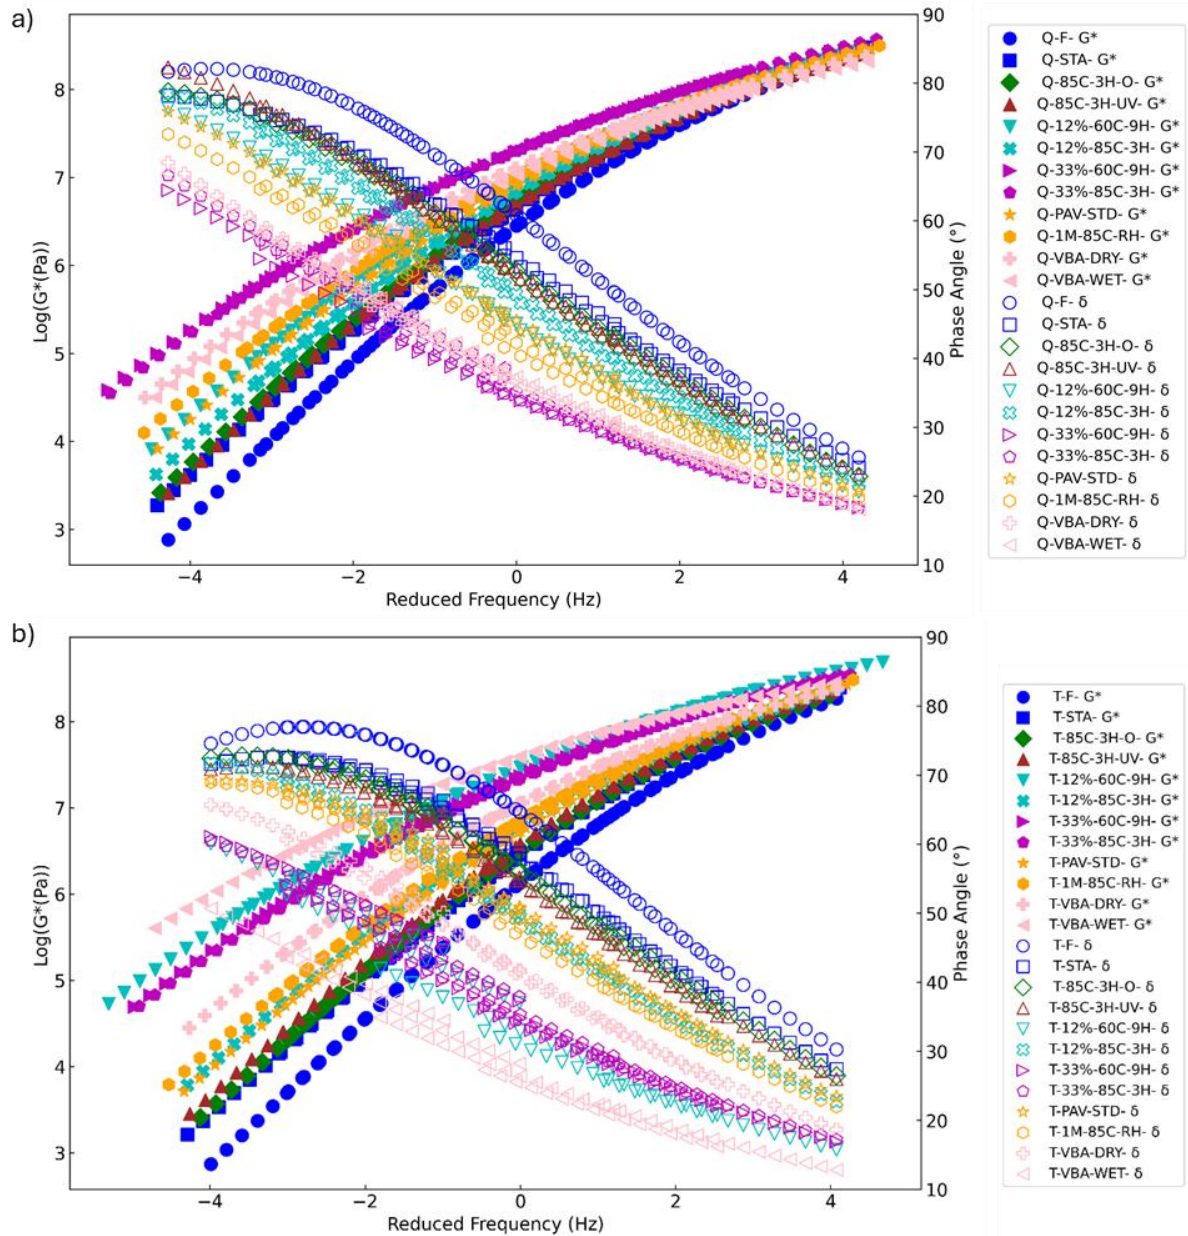 a)
90
80
70
60
50
40
30
20
10
8
7
6
5
4
3
Log(G*(Pa))
Phase Angle (°)
−4 −2 0 2 4
Reduced Frequency (Hz)
Q-F- G*
Q-STA- G*
Q-85C-3H-O- G*
Q-85C-3H-UV- G*
Q-12%-60C-9H- G*
Q-12%-85C-3H- G*
Q-33%-60C-9H- G*
Q-33%-85C-3H- G*
Q-PAV-STD- G*
Q-1M-85C-RH- G*
Q-VBA-DRY- G*
Q-VBA-WET- G*
Q-F- δ
Q-STA- δ
Q-85C-3H-O- δ
Q-85C-3H-UV- δ
Q-12%-60C-9H- δ
Q-12%-85C-3H- δ
Q-33%-60C-9H- δ
Q-33%-85C-3H- δ
Q-PAV-STD- δ
Q-1M-85C-RH- δ
Q-VBA-DRY- δ
Q-VBA-WET- δ
b)
90
80
70
60
50
40
30
20
10
8
7
6
5
4
3
Log(G*(Pa))
Phase Angle (°)
−4 −2 0 2 4
Reduced Frequency (Hz)
T-F- G*
T-STA- G*
T-85C-3H-O- G*
T-85C-3H-UV- G*
T-12%-60C-9H- G*
T-12%-85C-3H- G*
T-33%-60C-9H- G*
T-33%-85C-3H- G*
T-PAV-STD- G*
T-1M-85C-RH- G*
T-VBA-DRY- G*
T-VBA-WET- G*
T-F- δ
T-STA- δ
T-85C-3H-O- δ
T-85C-3H-UV- δ
T-12%-60C-9H- δ
T-12%-85C-3H- δ
T-33%-60C-9H- δ
T-33%-85C-3H- δ
T-PAV-STD- δ
T-1M-85C-RH- δ
T-VBA-DRY- δ
T-VBA-WET- δ